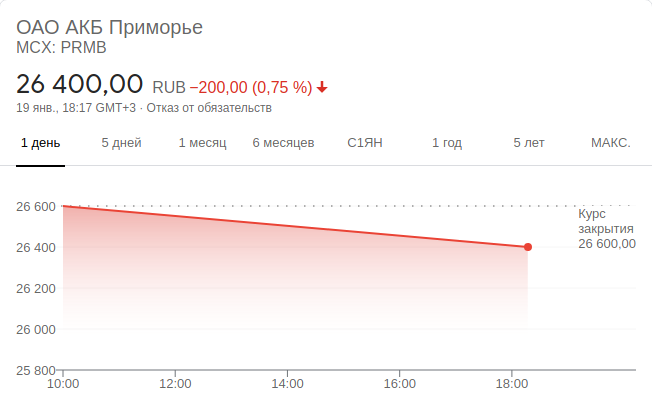 ОАО АКБ Приморье
MCX: PRMB
26 400,00 RUB −200,00 (0,75 %)
19 янв., 18:17 GMT+3 · Отказ от обязательств
1 день 5 дней 1 месяц 6 месяцев С1ЯН 1 год 5 лет МАКС.
26 600
Курс
закрытия
26 400
26 600,00
26 200
26 000
25 800
10:00 12:00 14:00 16:00 18:00